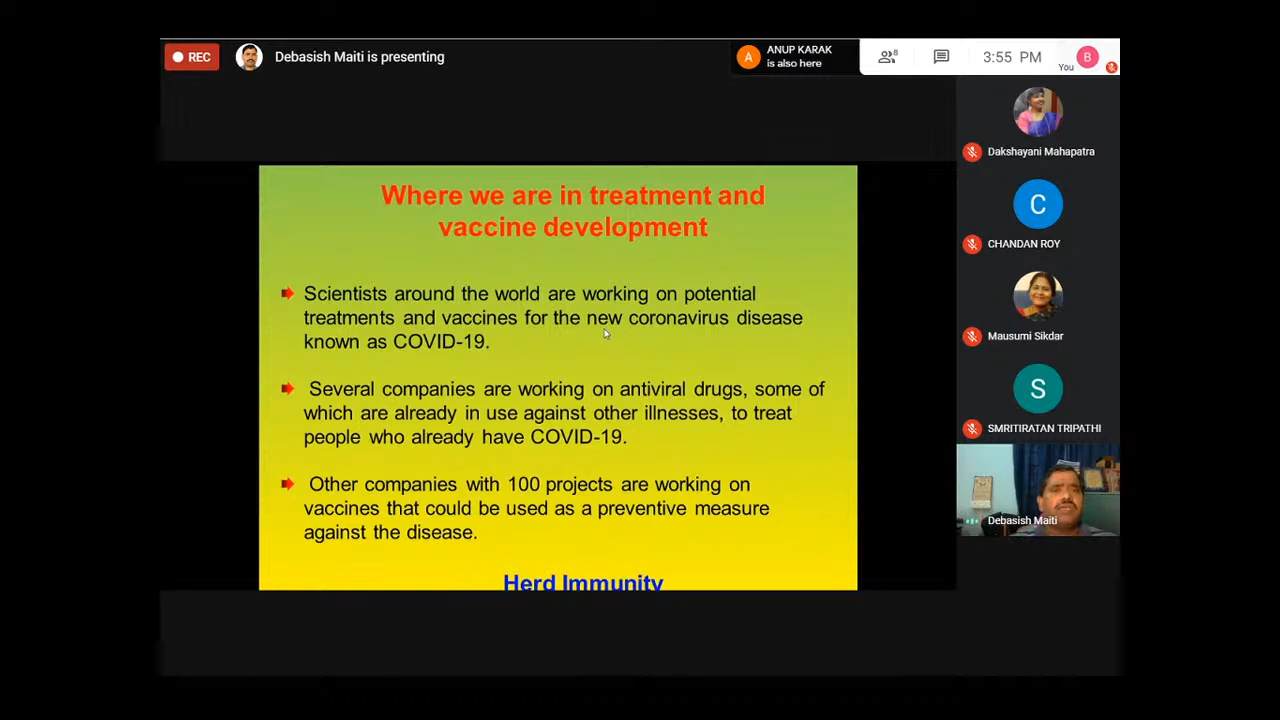 REC
Debasish Maiti is presenting
A
ANUP KARAK
is also here
8
3:55 PM
You
B
Dakshayani Mahapatra
C
CHANDAN ROY
Mausumi Sikdar
S
SMRITIRATAN TRIPATHI
Debasish Maiti
Where we are in treatment and
vaccine development
Scientists around the world are working on potential
treatments and vaccines for the new coronavirus disease
known as COVID-19.
Several companies are working on antiviral drugs, some of
which are already in use against other illnesses, to treat
people who already have COVID-19.
Other companies with 100 projects are working on
vaccines that could be used as a preventive measure
against the disease.
Herd Immunity